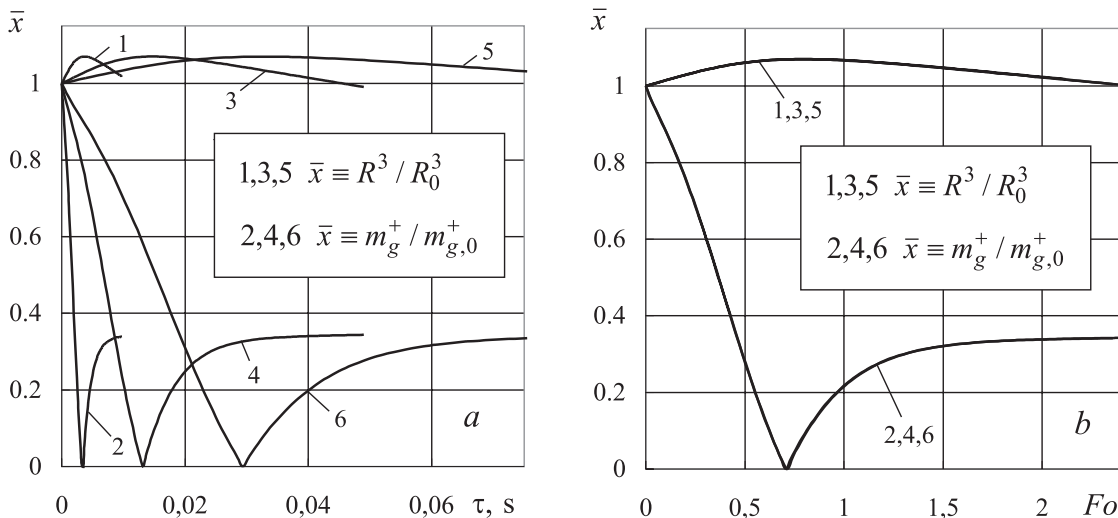 x̄
1
0.8
0.6
0.4
0.2
0
0
0,02
0,04
0,06
τ, s
1
3
5
1,3,5 x̄ ≡ R³ / R₀³
2,4,6 x̄ ≡ m_g⁺ / m_{g,0}⁺
2
4
6
a
x̄
1
0.8
0.6
0.4
0.2
0
0
0,5
1
1,5
2
Fo
1,3,5
1,3,5 x̄ ≡ R³ / R₀³
2,4,6 x̄ ≡ m_g⁺ / m_{g,0}⁺
2,4,6
b